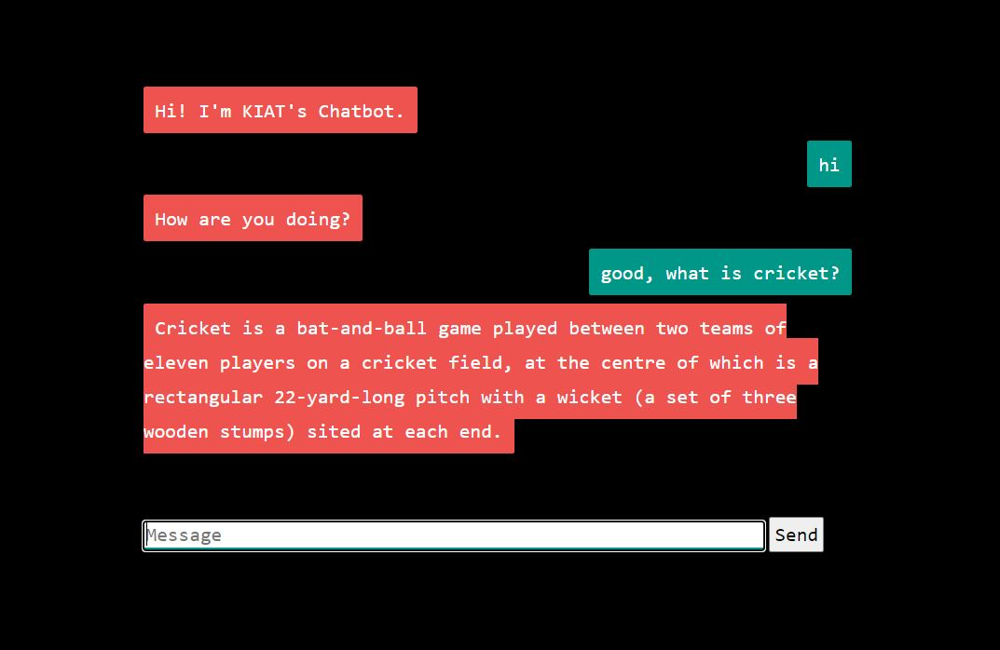 Hi! I'm KIAT's Chatbot.
hi
How are you doing?
good, what is cricket?
Cricket is a bat-and-ball game played between two teams of
eleven players on a cricket field, at the centre of which is a
rectangular 22-yard-long pitch with a wicket (a set of three
wooden stumps) sited at each end.
Message
Send